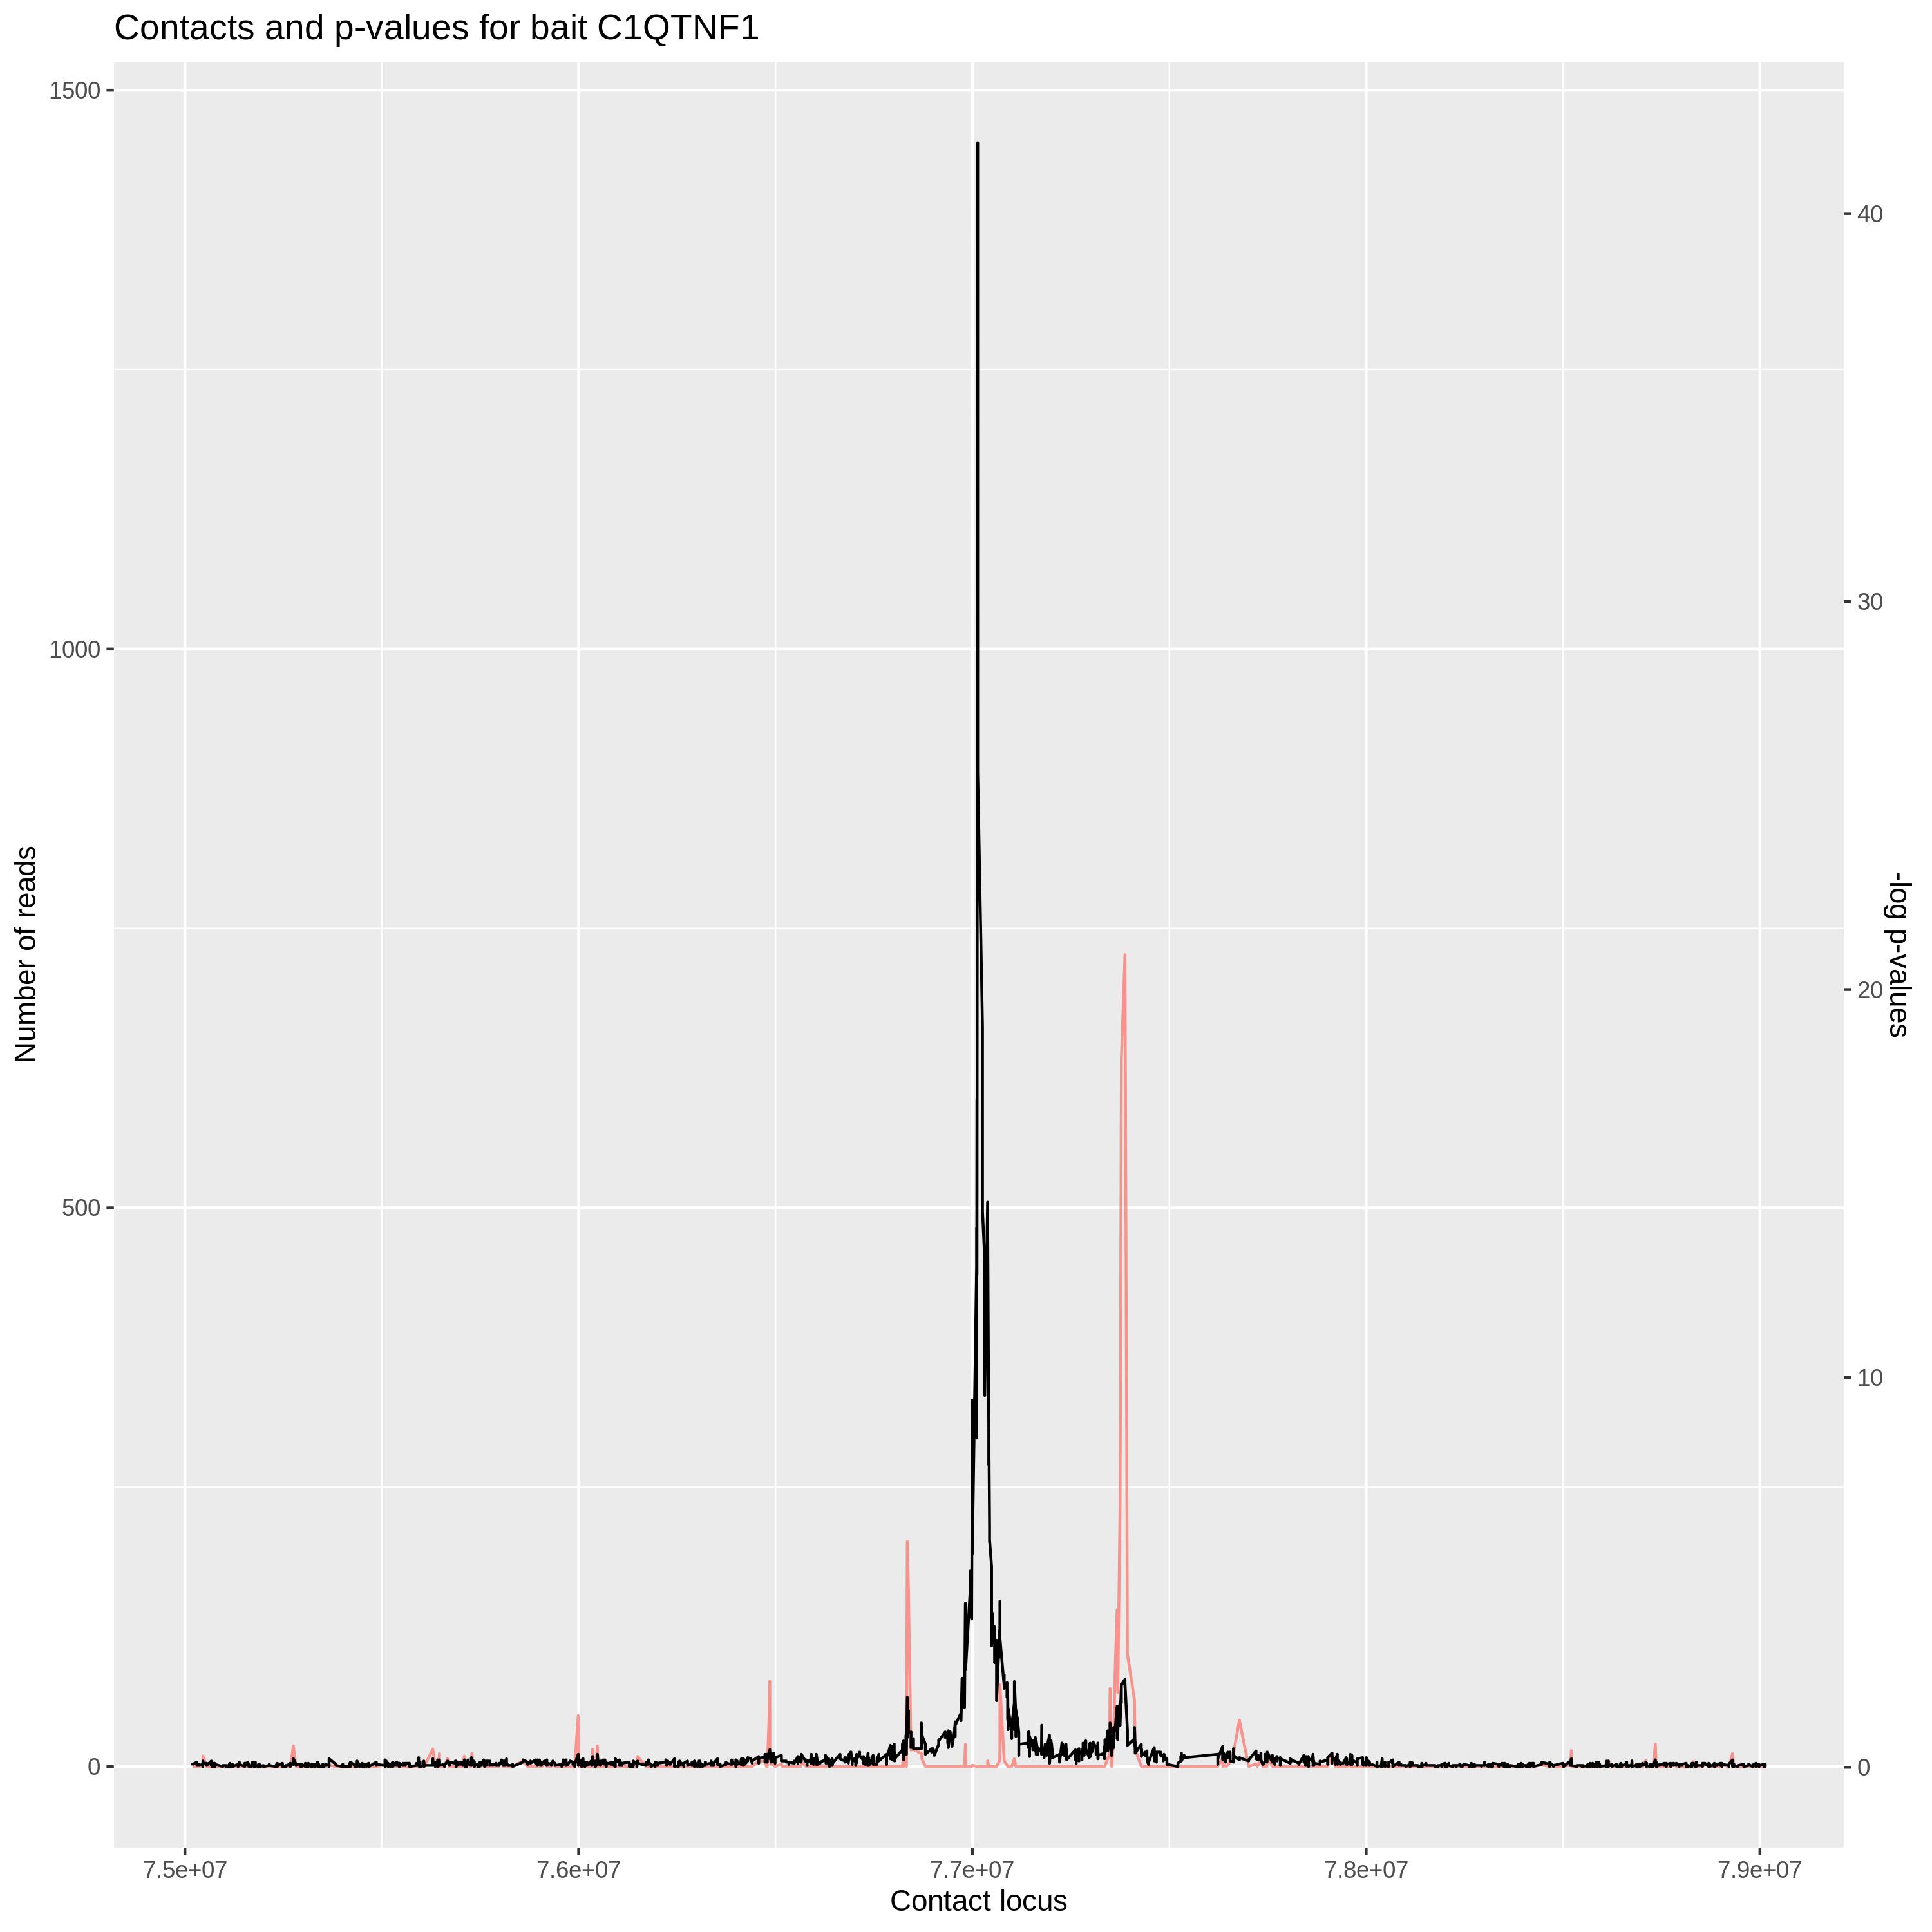 Contacts and p-values for bait C1QTNF1
1500
1000
500
0
Number of reads
40
30
20
10
0
-log p-values
7.5e+07
7.6e+07
7.7e+07
7.8e+07
7.9e+07
Contact locus